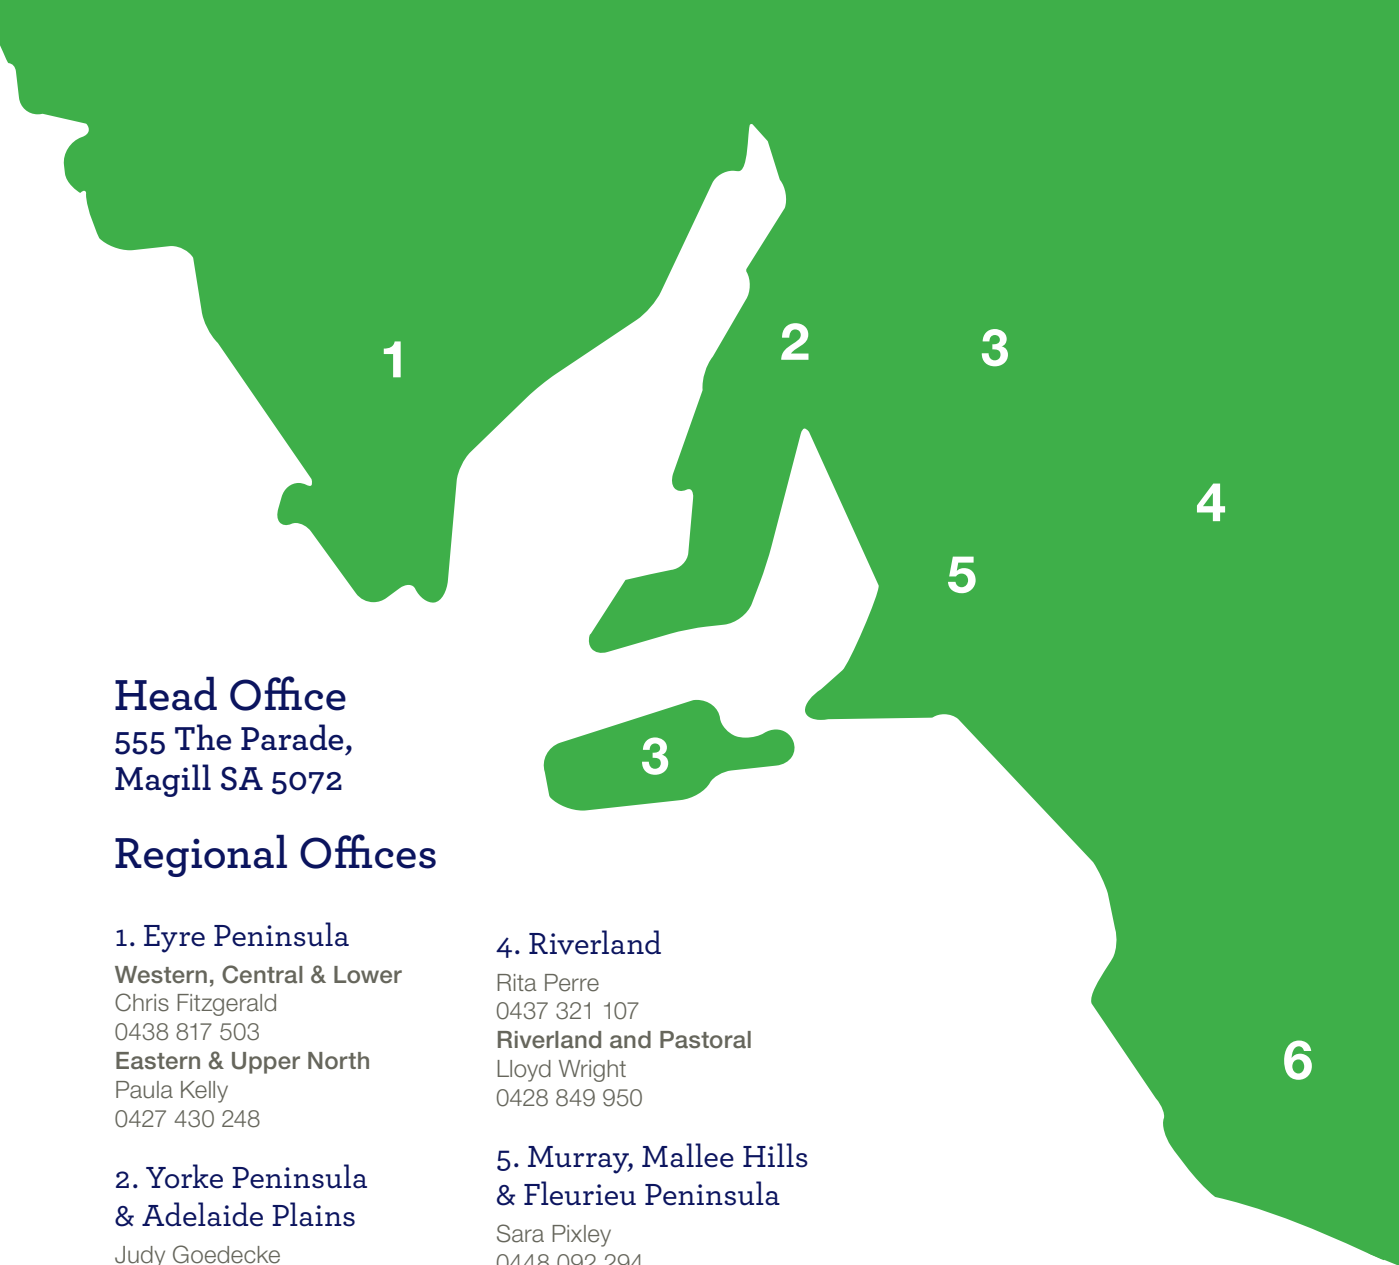 1
2
3
4
5
3
6
Head Office
555 The Parade,
Magill SA 5072
Regional Offices
1. Eyre Peninsula
Western, Central & Lower
Chris Fitzgerald
0438 817 503
Eastern & Upper North
Paula Kelly
0427 430 248
2. Yorke Peninsula
& Adelaide Plains
Judy Goedecke
4. Riverland
Rita Perre
0437 321 107
Riverland and Pastoral
Lloyd Wright
0428 849 950
5. Murray, Mallee Hills
& Fleurieu Peninsula
Sara Pixley
0448 092 294